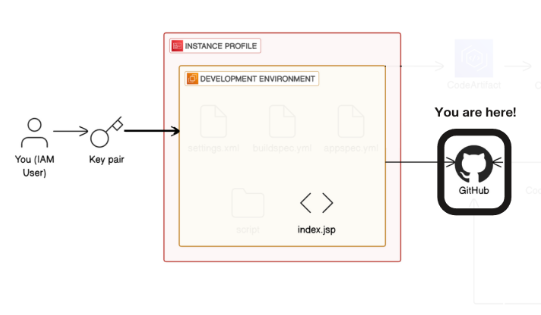 INSTANCE PROFILE
DEVELOPMENT ENVIRONMENT
CodeArtifact
You are here!
settings.xml
buildspec.yml
appspec.yml
You (IAM
User)
Key pair
GitHub
script
index.jsp